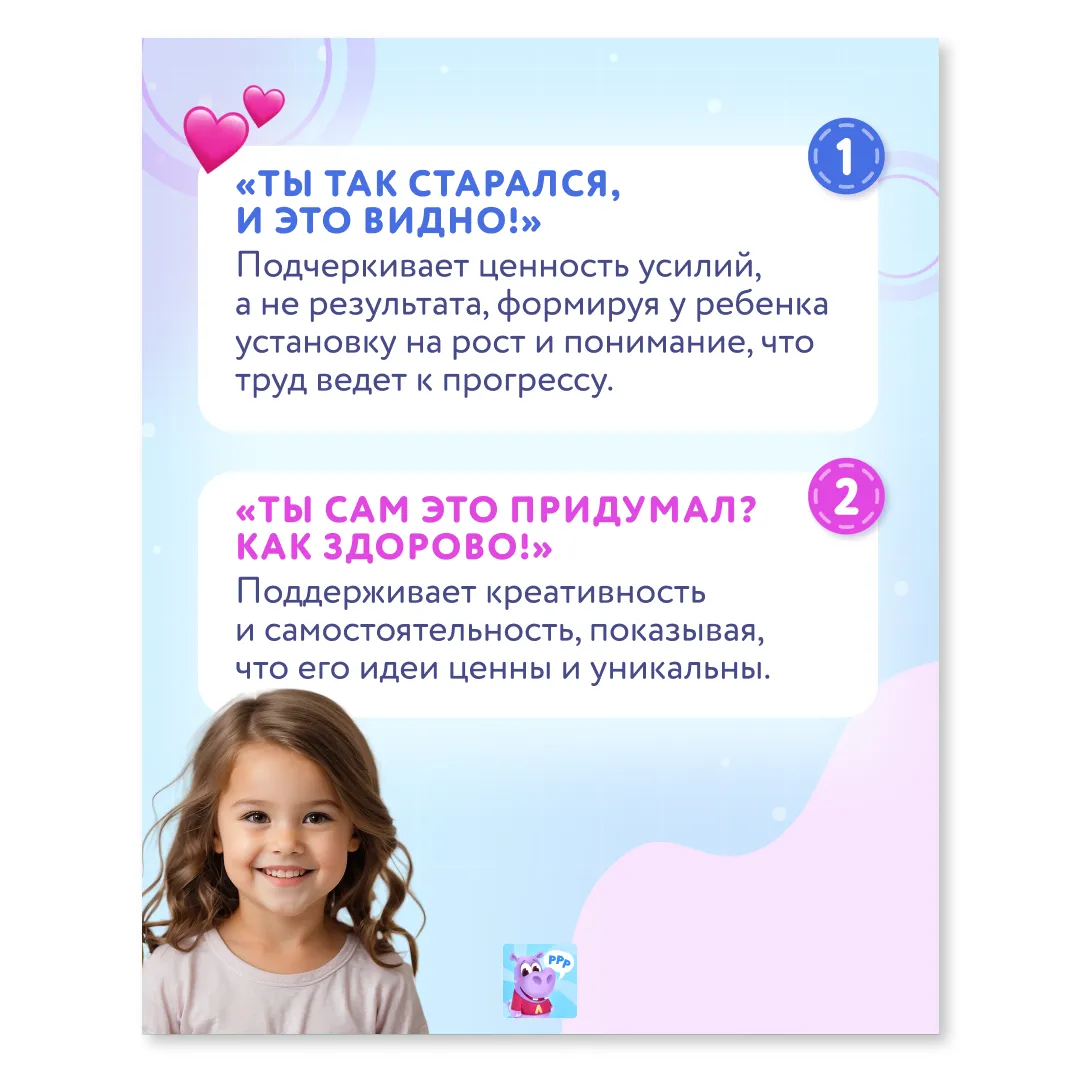 1
«ТЫ ТАК СТАРАЛСЯ,
И ЭТО ВИДНО!»
Подчеркивает ценность усилий,
а не результата, формируя у ребенка
установку на рост и понимание, что
труд ведет к прогрессу.
2
«ТЫ САМ ЭТО ПРИДУМАЛ?
КАК ЗДОРОВО!»
Поддерживает креативность
и самостоятельность, показывая,
что его идеи ценны и уникальны.
РРР
Л